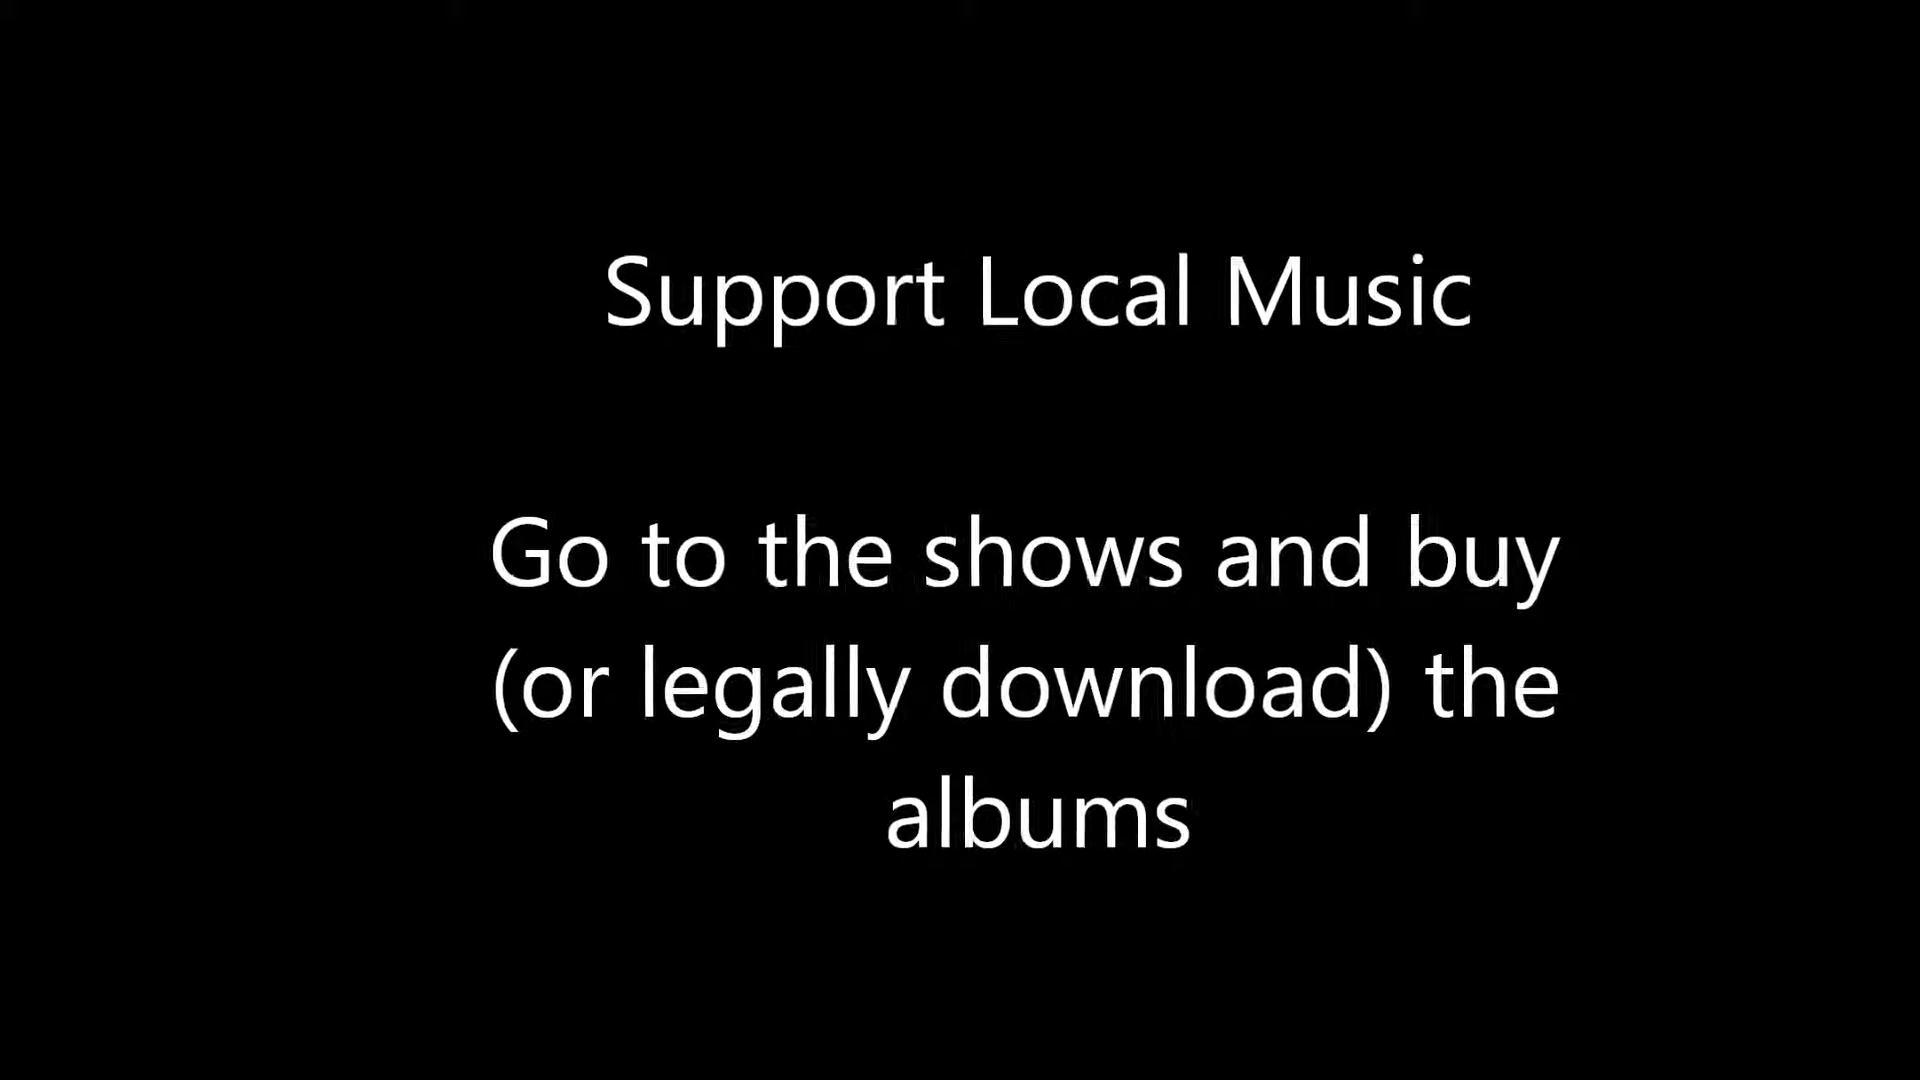 Support Local Music
Go to the shows and buy
(or legally download) the
albums